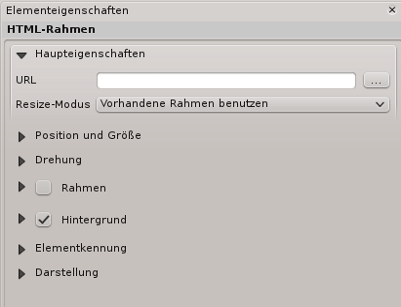 Elementeigenschaften
HTML-Rahmen
Haupteigenschaften
URL ...
Resize-Modus Vorhandene Rahmen benutzen
Position und Größe
Drehung
Rahmen
Hintergrund
Elementkennung
Darstellung